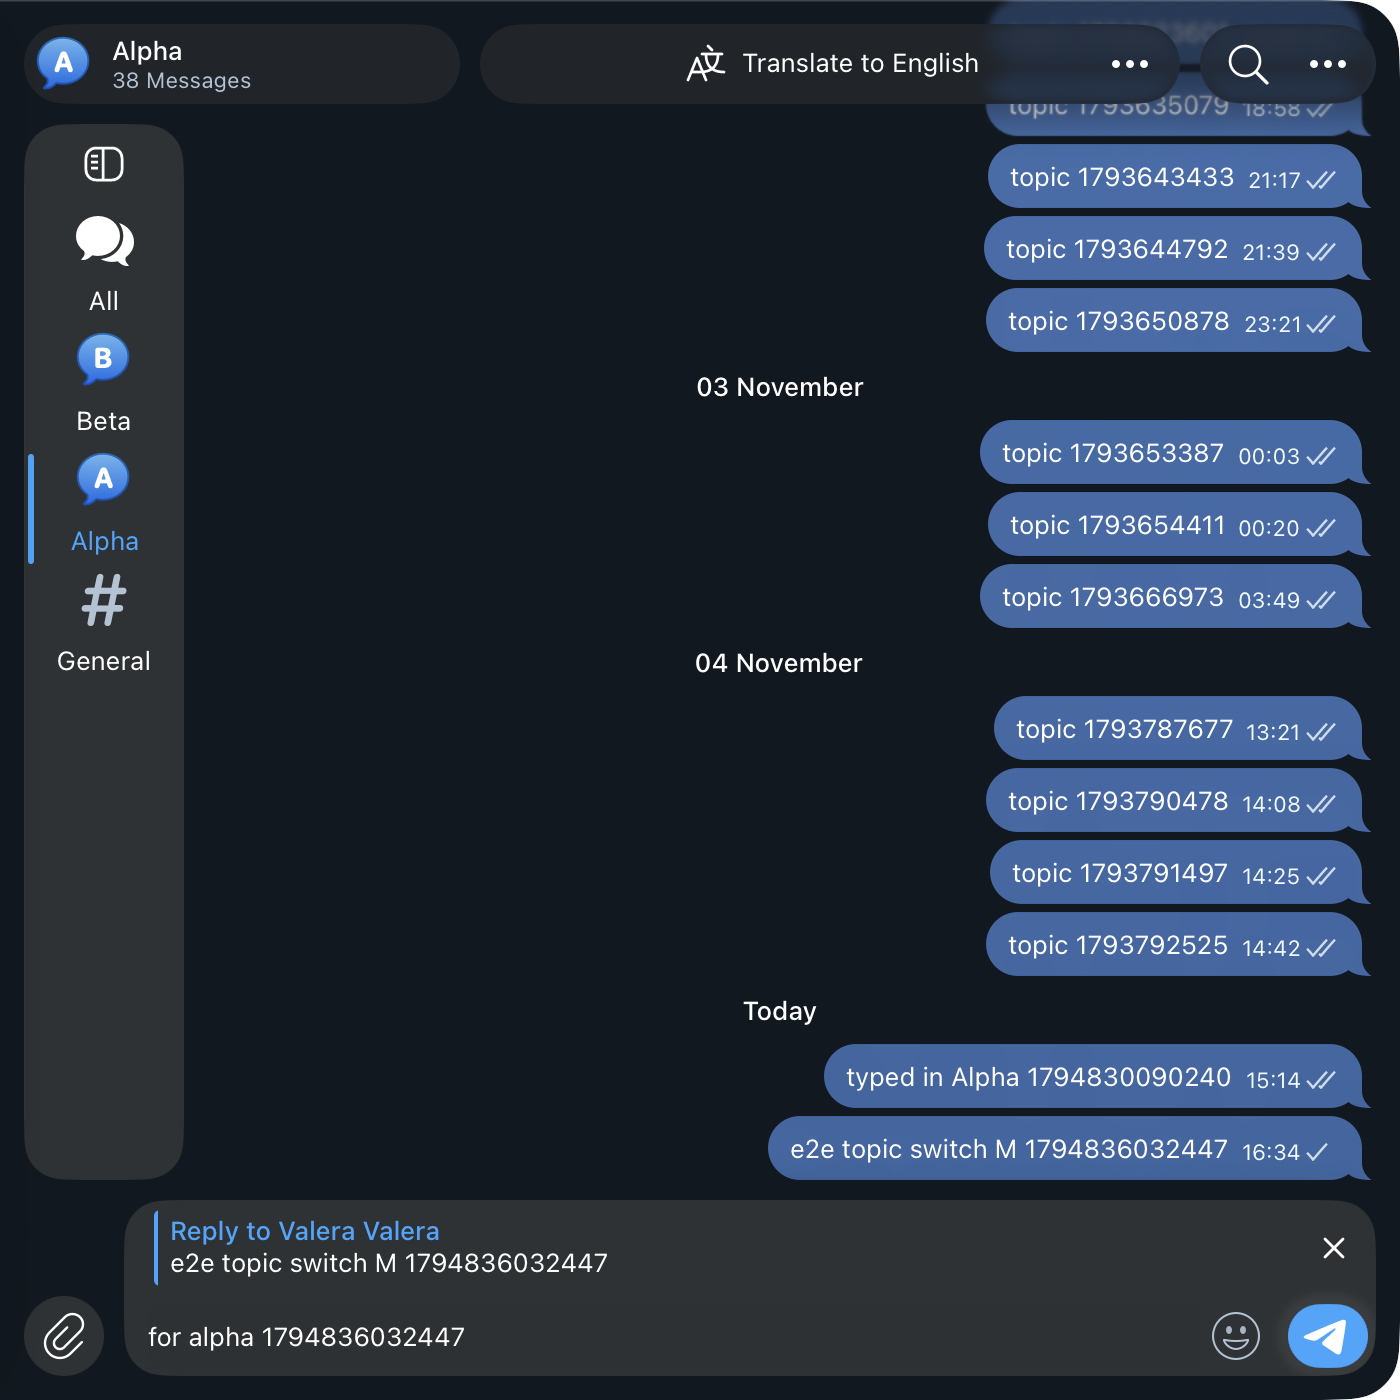 A
Alpha
38 Messages
Translate to English
topic 1793635079 18:58
topic 1793643433 21:17
topic 1793644792 21:39
topic 1793650878 23:21
All
03 November
B
Beta
topic 1793653387 00:03
A
topic 1793654411 00:20
Alpha
topic 1793666973 03:49
#
General
04 November
topic 1793787677 13:21
topic 1793790478 14:08
topic 1793791497 14:25
topic 1793792525 14:42
Today
typed in Alpha 1794830090240 15:14
e2e topic switch M 1794836032447 16:34
Reply to Valera Valera
e2e topic switch M 1794836032447
for alpha 1794836032447